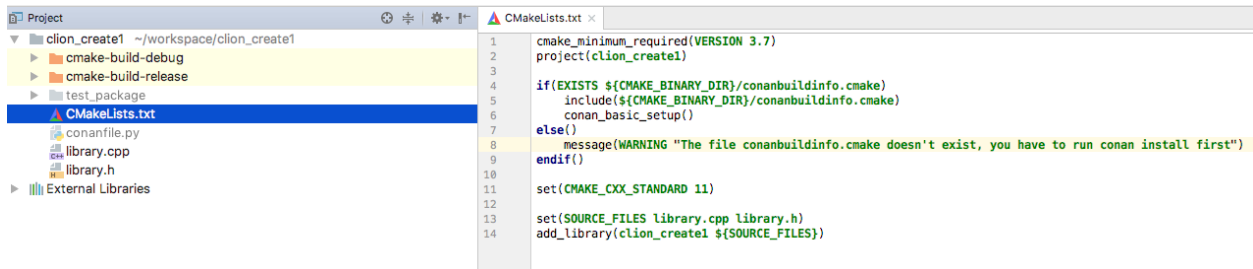 Project
clion_create1 ~/workspace/clion_create1
cmake-build-debug
cmake-build-release
test_package
CMakeLists.txt
conanfile.py
library.cpp
library.h
External Libraries
CMakeLists.txt
1 cmake_minimum_required(VERSION 3.7)
2 project(clion_create1)
3
4 if(EXISTS ${CMAKE_BINARY_DIR}/conanbuildinfo.cmake)
5     include(${CMAKE_BINARY_DIR}/conanbuildinfo.cmake)
6     conan_basic_setup()
7 else()
8     message(WARNING "The file conanbuildinfo.cmake doesn't exist, you have to run conan install first")
9 endif()
10
11 set(CMAKE_CXX_STANDARD 11)
12
13 set(SOURCE_FILES library.cpp library.h)
14 add_library(clion_create1 ${SOURCE_FILES})